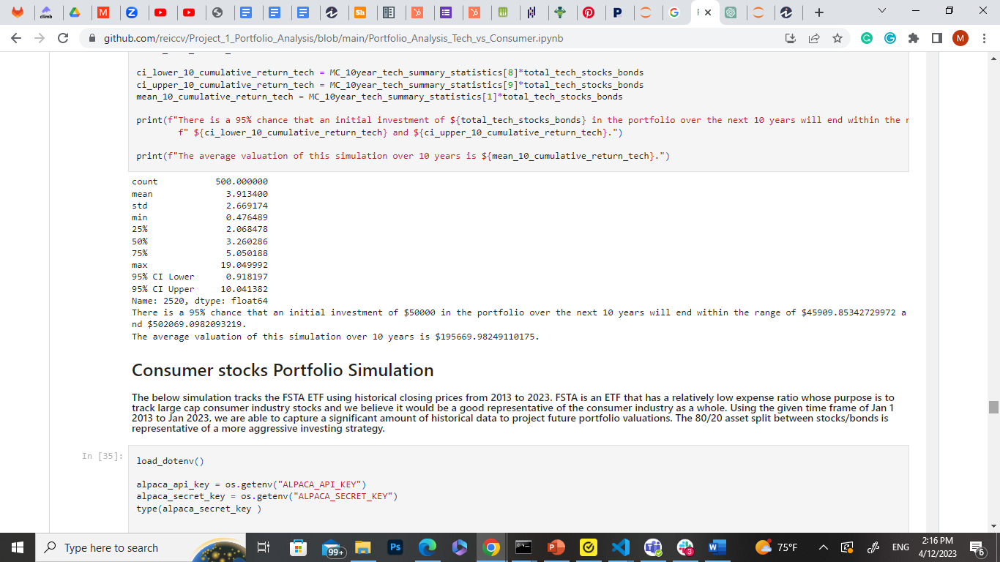 climb
github.com/reiccv/Project_1_Portfolio_Analysis/blob/main/Portfolio_Analysis_Tech_vs_Consumer.ipynb
M
ci_lower_10_cumulative_return_tech = MC_10year_tech_summary_statistics[8]*total_tech_stocks_bonds
ci_upper_10_cumulative_return_tech = MC_10year_tech_summary_statistics[9]*total_tech_stocks_bonds
mean_10_cumulative_return_tech = MC_10year_tech_summary_statistics[1]*total_tech_stocks_bonds
print(f"There is a 95% chance that an initial investment of ${total_tech_stocks_bonds} in the portfolio over the next 10 years will end within the
f" ${ci_lower_10_cumulative_return_tech} and ${ci_upper_10_cumulative_return_tech}.")
print(f"The average valuation of this simulation over 10 years is ${mean_10_cumulative_return_tech}.")
count 500.000000
mean 3.913400
std 2.669174
min 0.476489
25% 2.068478
50% 3.260286
75% 5.050188
max 19.049992
95% CI Lower 0.918197
95% CI Upper 10.041382
Name: 2520, dtype: float64
There is a 95% chance that an initial investment of $50000 in the portfolio over the next 10 years will end within the range of $45909.85342729972 a
nd $502069.0982093219.
The average valuation of this simulation over 10 years is $195669.98249110175.
Consumer stocks Portfolio Simulation
The below simulation tracks the FSTA ETF using historical closing prices from 2013 to 2023. FSTA is an ETF that has a relatively low expense ratio whose purpose is to
track large cap consumer industry stocks and we believe it would be a good representative of the consumer industry as a whole. Using the given time frame of Jan 1
2013 to Jan 2023, we are able to capture a significant amount of historical data to project future portfolio valuations. The 80/20 asset split between stocks/bonds is
representative of a more aggressive investing strategy.
In [35]:
load_dotenv()
alpaca_api_key = os.getenv("ALPACA_API_KEY")
alpaca_secret_key = os.getenv("ALPACA_SECRET_KEY")
type(alpaca_secret_key )
Type here to search
99+
Ps
3
75°F
ENG
2:16 PM
4/12/2023
6